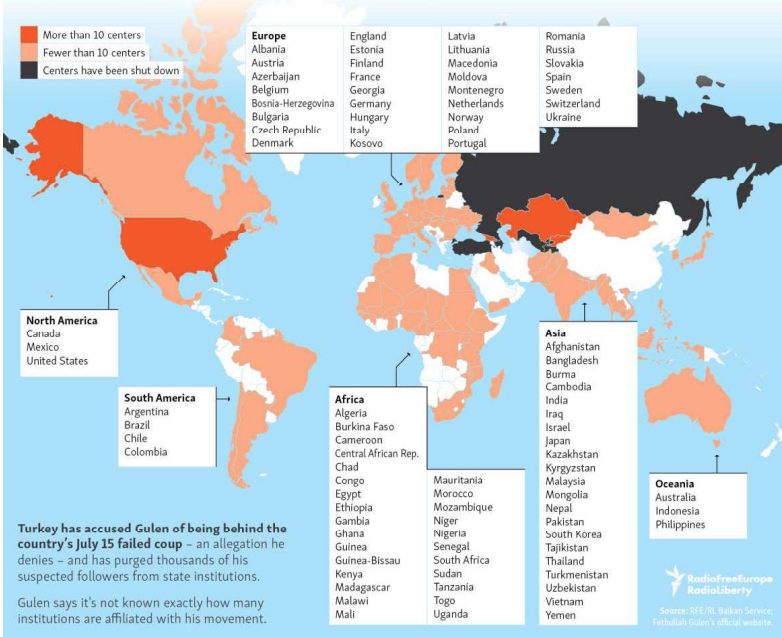 More than 10 centers
Fewer than 10 centers
Centers have been shut down
Europe
Albania
Austria
Azerbaijan
Belgium
Bosnia-Herzegovina
Bulgaria
Czech Republic
Denmark
England
Estonia
Finland
France
Georgia
Germany
Hungary
Italy
Kosovo
Latvia
Lithuania
Macedonia
Moldova
Montenegro
Netherlands
Norway
Poland
Portugal
Romania
Russia
Slovakia
Spain
Sweden
Switzerland
Ukraine
North America
Canada
Mexico
United States
South America
Argentina
Brazil
Chile
Colombia
Africa
Algeria
Burkina Faso
Cameroon
Central African Rep.
Chad
Congo
Egypt
Ethiopia
Gambia
Ghana
Guinea
Guinea-Bissau
Kenya
Madagascar
Malawi
Mali
Mauritania
Morocco
Mozambique
Niger
Nigeria
Senegal
South Africa
Sudan
Tanzania
Togo
Uganda
Asia
Afghanistan
Bangladesh
Burma
Cambodia
India
Iraq
Israel
Japan
Kazakhstan
Kyrgyzstan
Malaysia
Mongolia
Nepal
Pakistan
South Korea
Tajikistan
Thailand
Turkmenistan
Uzbekistan
Vietnam
Yemen
Oceania
Australia
Indonesia
Philippines
Turkey has accused Gulen of being behind the
country's July 15 failed coup – an allegation he
denies – and has purged thousands of his
suspected followers from state institutions.
Gulen says it's not known exactly how many
institutions are affiliated with his movement.
RadioFreeEurope
RadioLiberty
Source: RFE/RL Balkan Service,
Fethullah Gulen's official website.